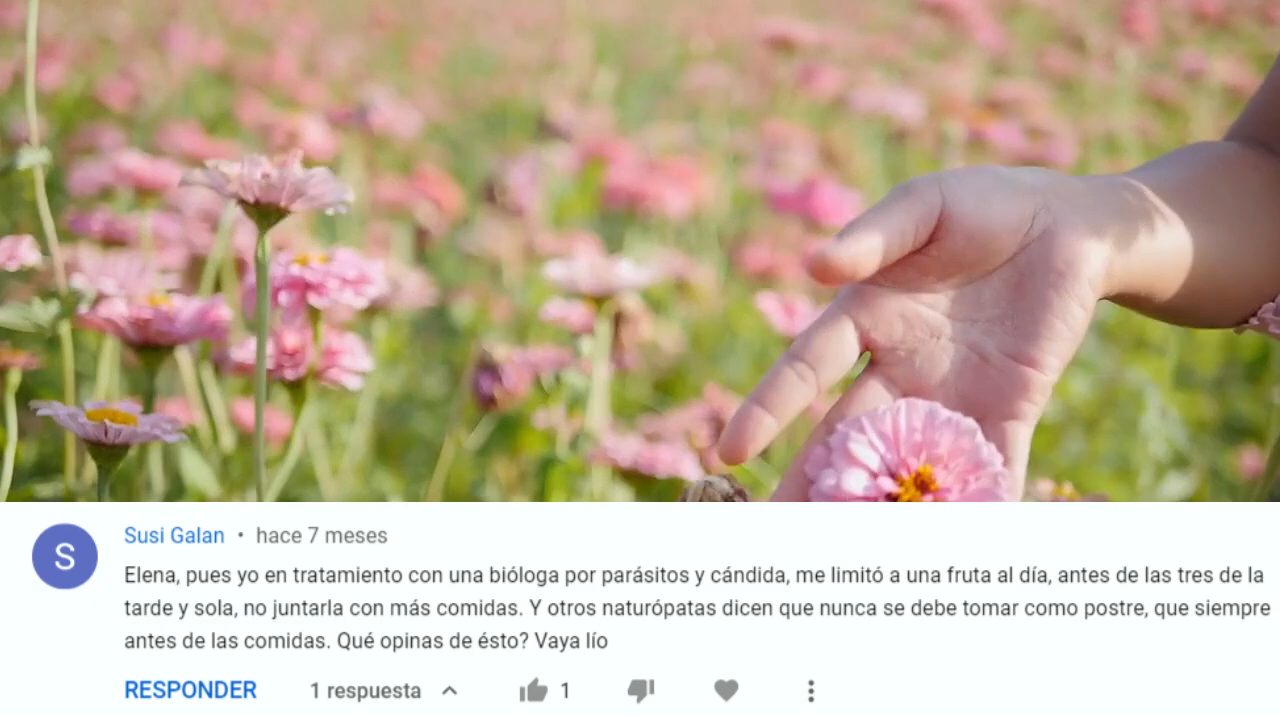 S
Susi Galan • hace 7 meses
Elena, pues yo en tratamiento con una bióloga por parásitos y cándida, me limitó a una fruta al día, antes de las tres de la
tarde y sola, no juntarla con más comidas. Y otros naturópatas dicen que nunca se debe tomar como postre, que siempre
antes de las comidas. Qué opinas de ésto? Vaya lío
RESPONDER 1 respuesta 1